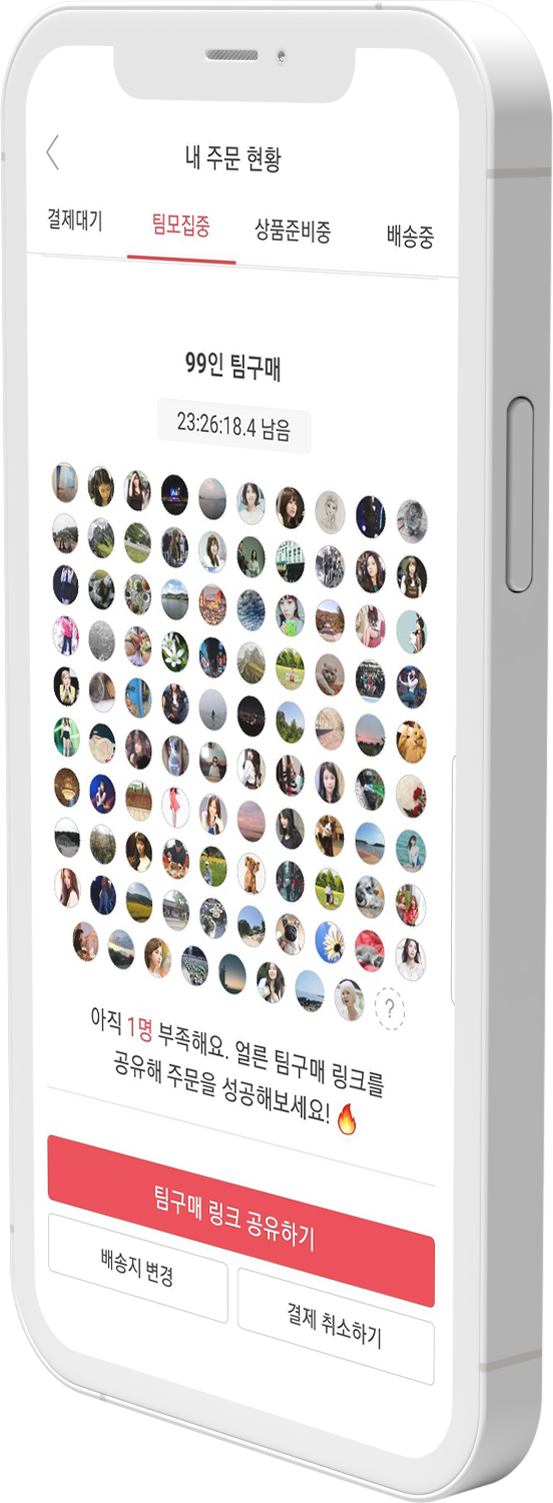 내 주문 현황
결제대기 팀모집중 상품준비중 배송중
99인 팀구매
23:26:18.4 남음
?
아직 1명 부족해요. 얼른 팀구매 링크를
공유해 주문을 성공해보세요! 🔥
팀구매 링크 공유하기
배송지 변경 결제 취소하기